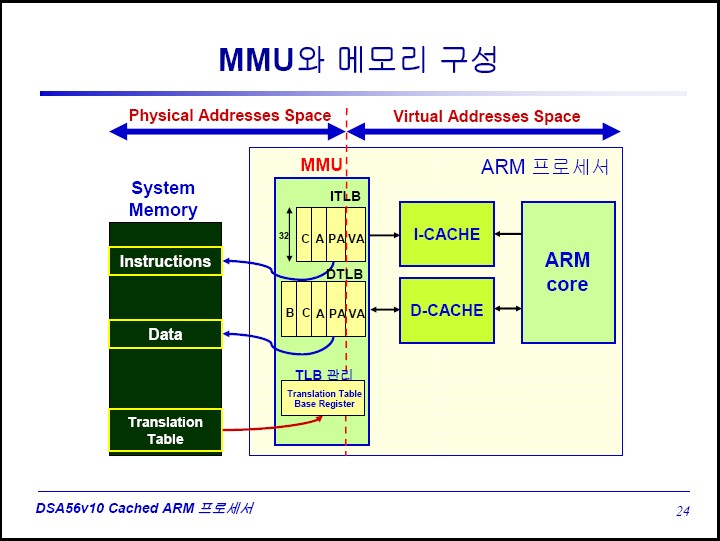 MMU와 메모리 구성
Physical Addresses Space
Virtual Addresses Space
MMU
ARM 프로세서
System
Memory
ITLB
32
C A PA VA
I-CACHE
Instructions
DTLB
ARM
core
B C A PA VA
D-CACHE
Data
TLB 관리
Translation Table
Base Register
Translation
Table
DSA56v10 Cached ARM 프로세서
24